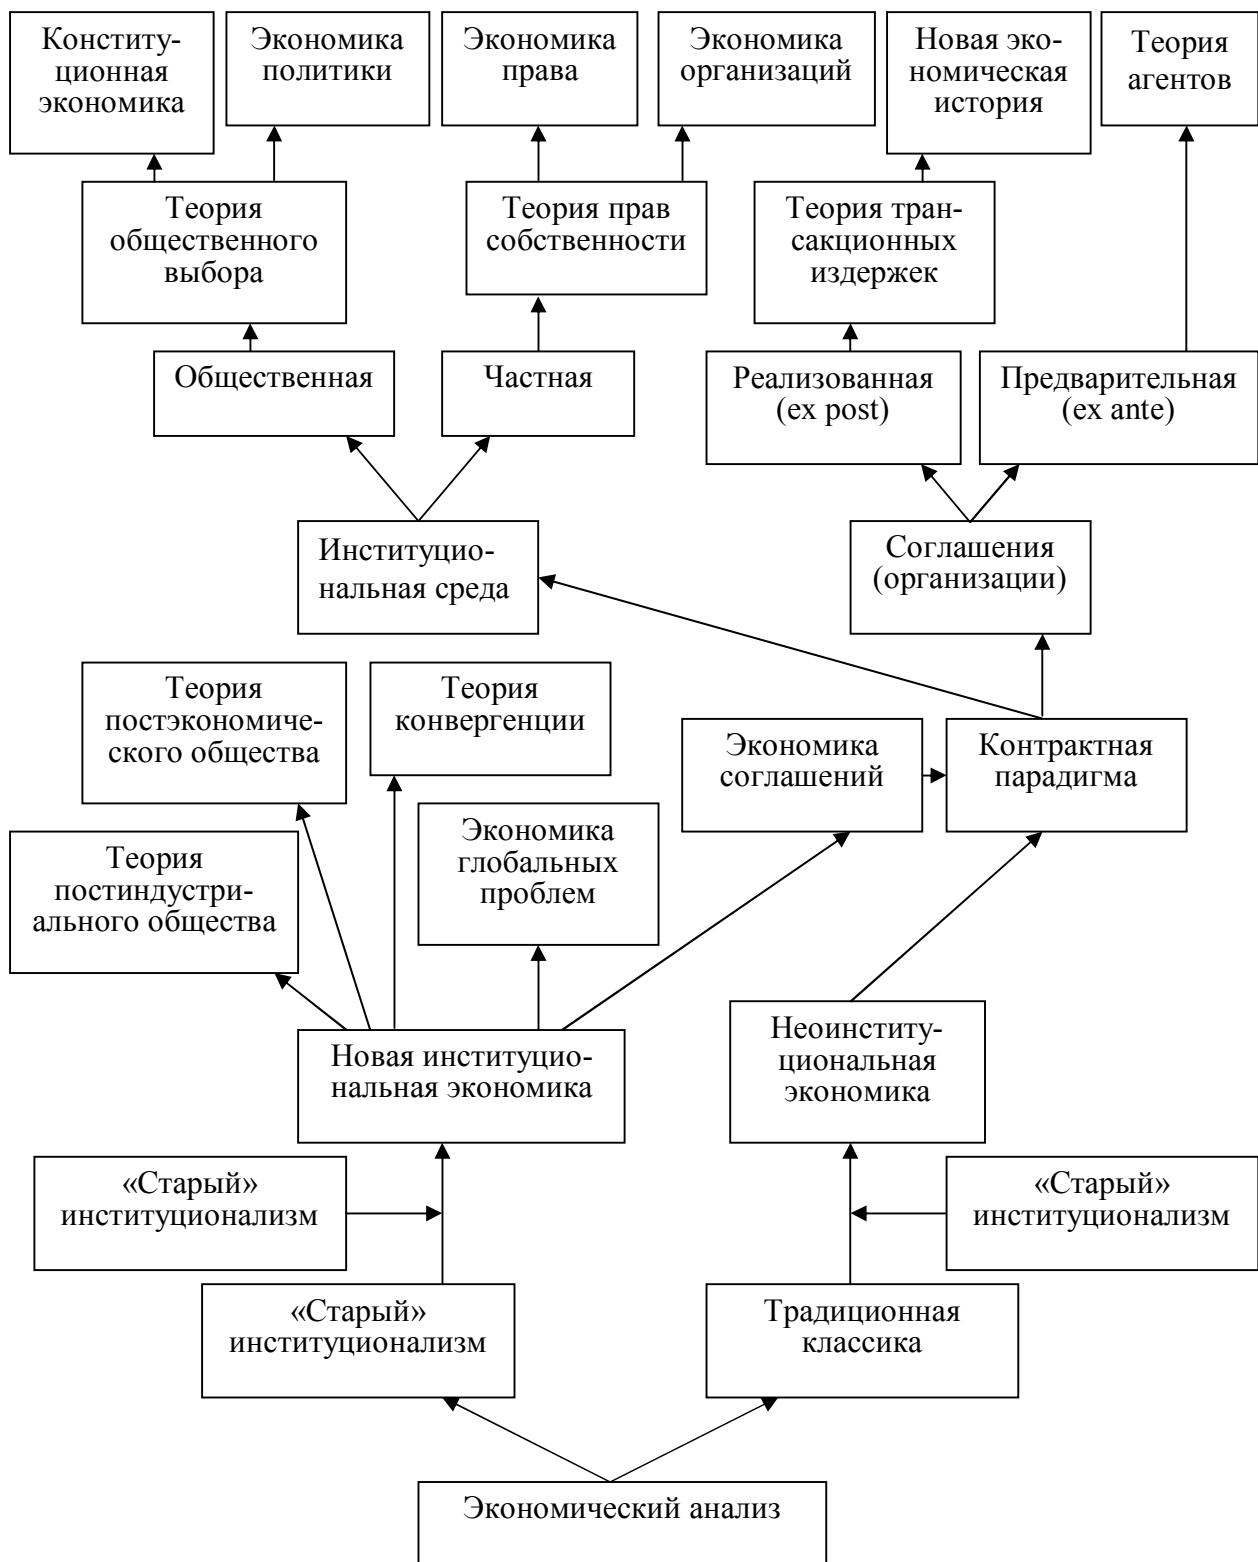 Конститу-
ционная
экономика
Экономика
политики
Экономика
права
Экономика
организаций
Новая эко-
номическая
история
Теория
агентов
Теория
общественного
выбора
Теория прав
собственности
Теория тран-
сакционных
издержек
Общественная
Частная
Реализованная
(ex post)
Предварительная
(ex ante)
Институцио-
нальная среда
Соглашения
(организации)
Теория
постэкономиче-
ского общества
Теория
конвергенции
Экономика
соглашений
Контрактная
парадигма
Теория
постиндустри-
ального общества
Экономика
глобальных
проблем
Новая институцио-
нальная экономика
Неоинститу-
циональная
экономика
«Старый»
институционализм
«Старый»
институционализм
«Старый»
институционализм
Традиционная
классика
Экономический анализ